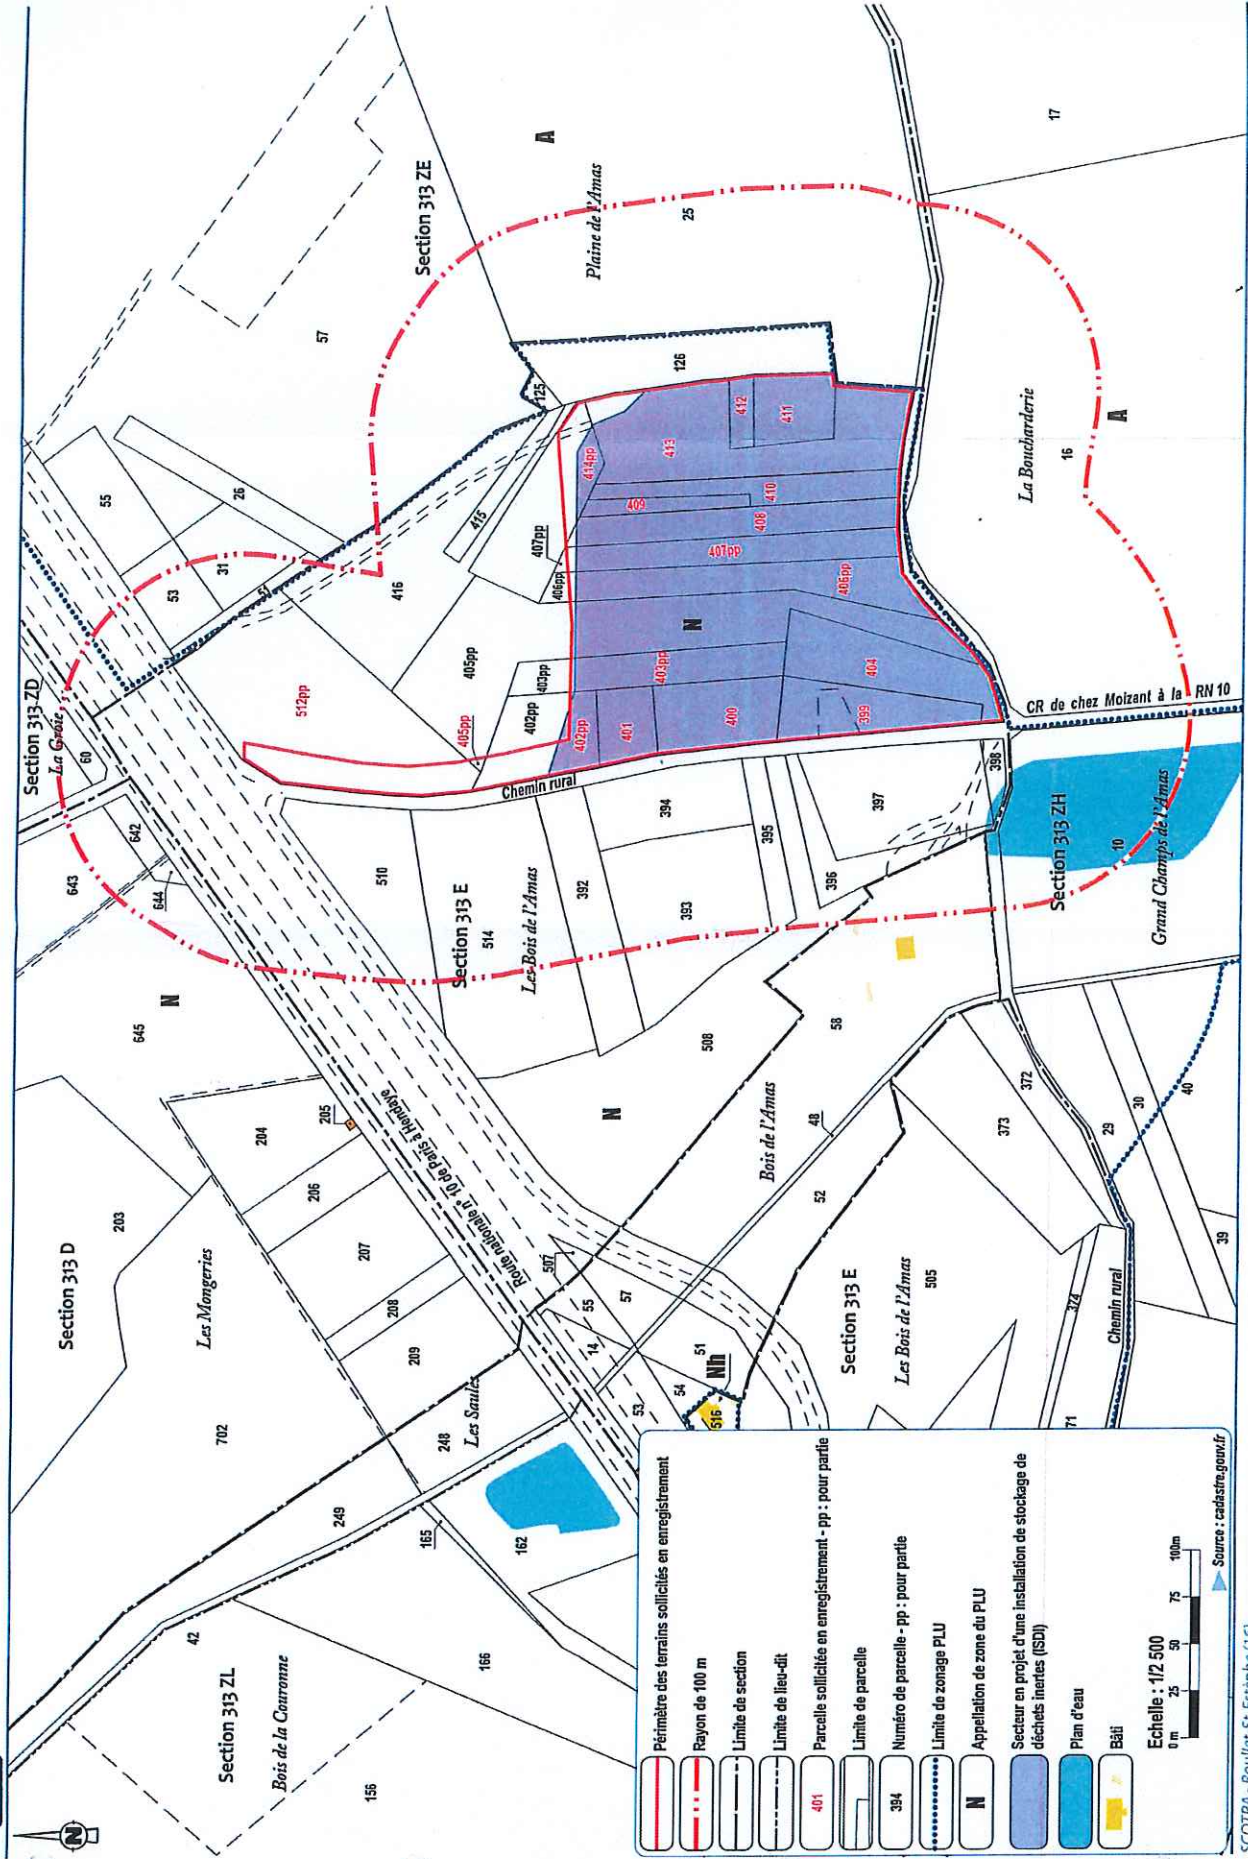 Section 313 ZL
Bois de la Couronne
156
42
166
249
165
162
702
248
Les Saules
Section 313 D
203
Les Mongeries
209
208
207
206
204
205
645
N
643
644
642
Section 313 ZD
La Groie
60
Route nationale n° 10 de Paris à Hendaye
53
31
51
55
26
57
Section 313 ZE
A
Plaine de l'Amas
25
17
512pp
416
415
125
126
405pp
405pp
403pp
402pp
406pp
407pp
414pp
413
412
411
409
410
408
407pp
406pp
N
403pp
404
402pp
401
400
399
Chemin rural
510
Section 313 E
514
Les Bois de l'Amas
392
393
394
395
396
397
398
CR de chez Moizant à la RN 10
La Boucharderie
16
A
Section 313 ZH
10
Grand Champs de l'Amas
508
N
58
Bois de l'Amas
48
52
507
55
57
14
51
54
53
Nh
516
Section 313 E
Les Bois de l'Amas
505
373
372
374
71
Chemin rural
29
30
40
39
N
Périmètre des terrains sollicités en enregistrement
Rayon de 100 m
Limite de section
Limite de lieu-dit
401 Parcelle sollicitée en enregistrement - pp : pour partie
Limite de parcelle
394 Numéro de parcelle - pp : pour partie
Limite de zonage PLU
N Appellation de zone du PLU
Secteur en projet d'une installation de stockage de
déchets inertes (ISDI)
Plan d'eau
Bâti
Echelle : 1/2 500
0 m 25 50 75 100m
Source : cadastre.gouv.fr